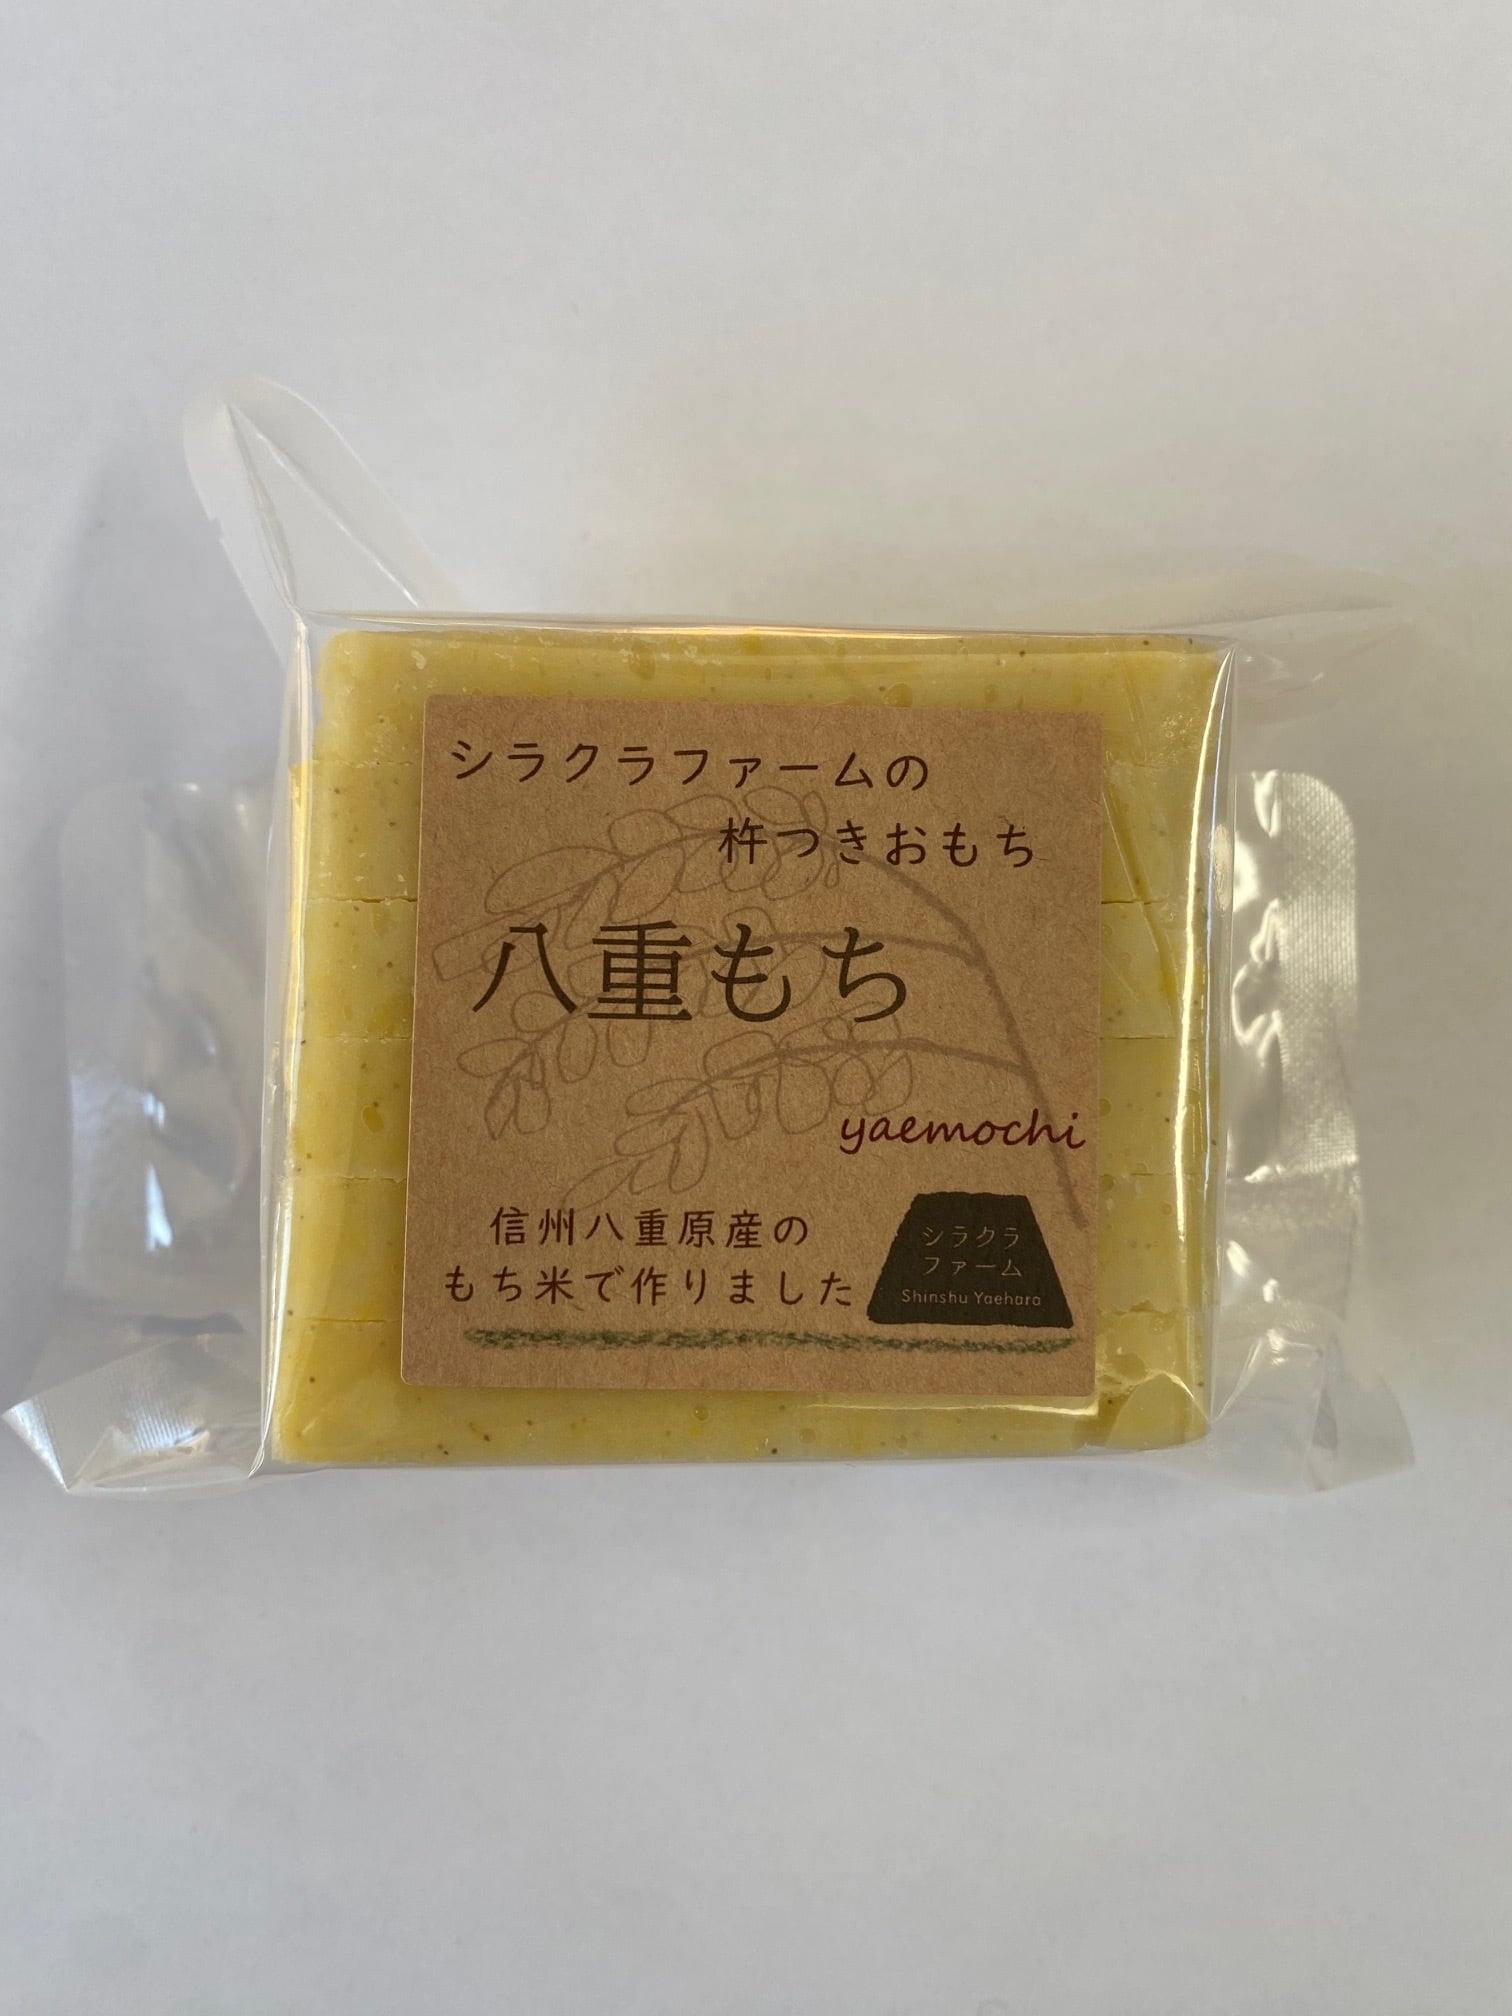 シラクラファームの
杵つきおもち
八重もち
yaemochi
信州八重原産の
もち米で作りました
シラクラ
ファーム
Shinshu Yaehara